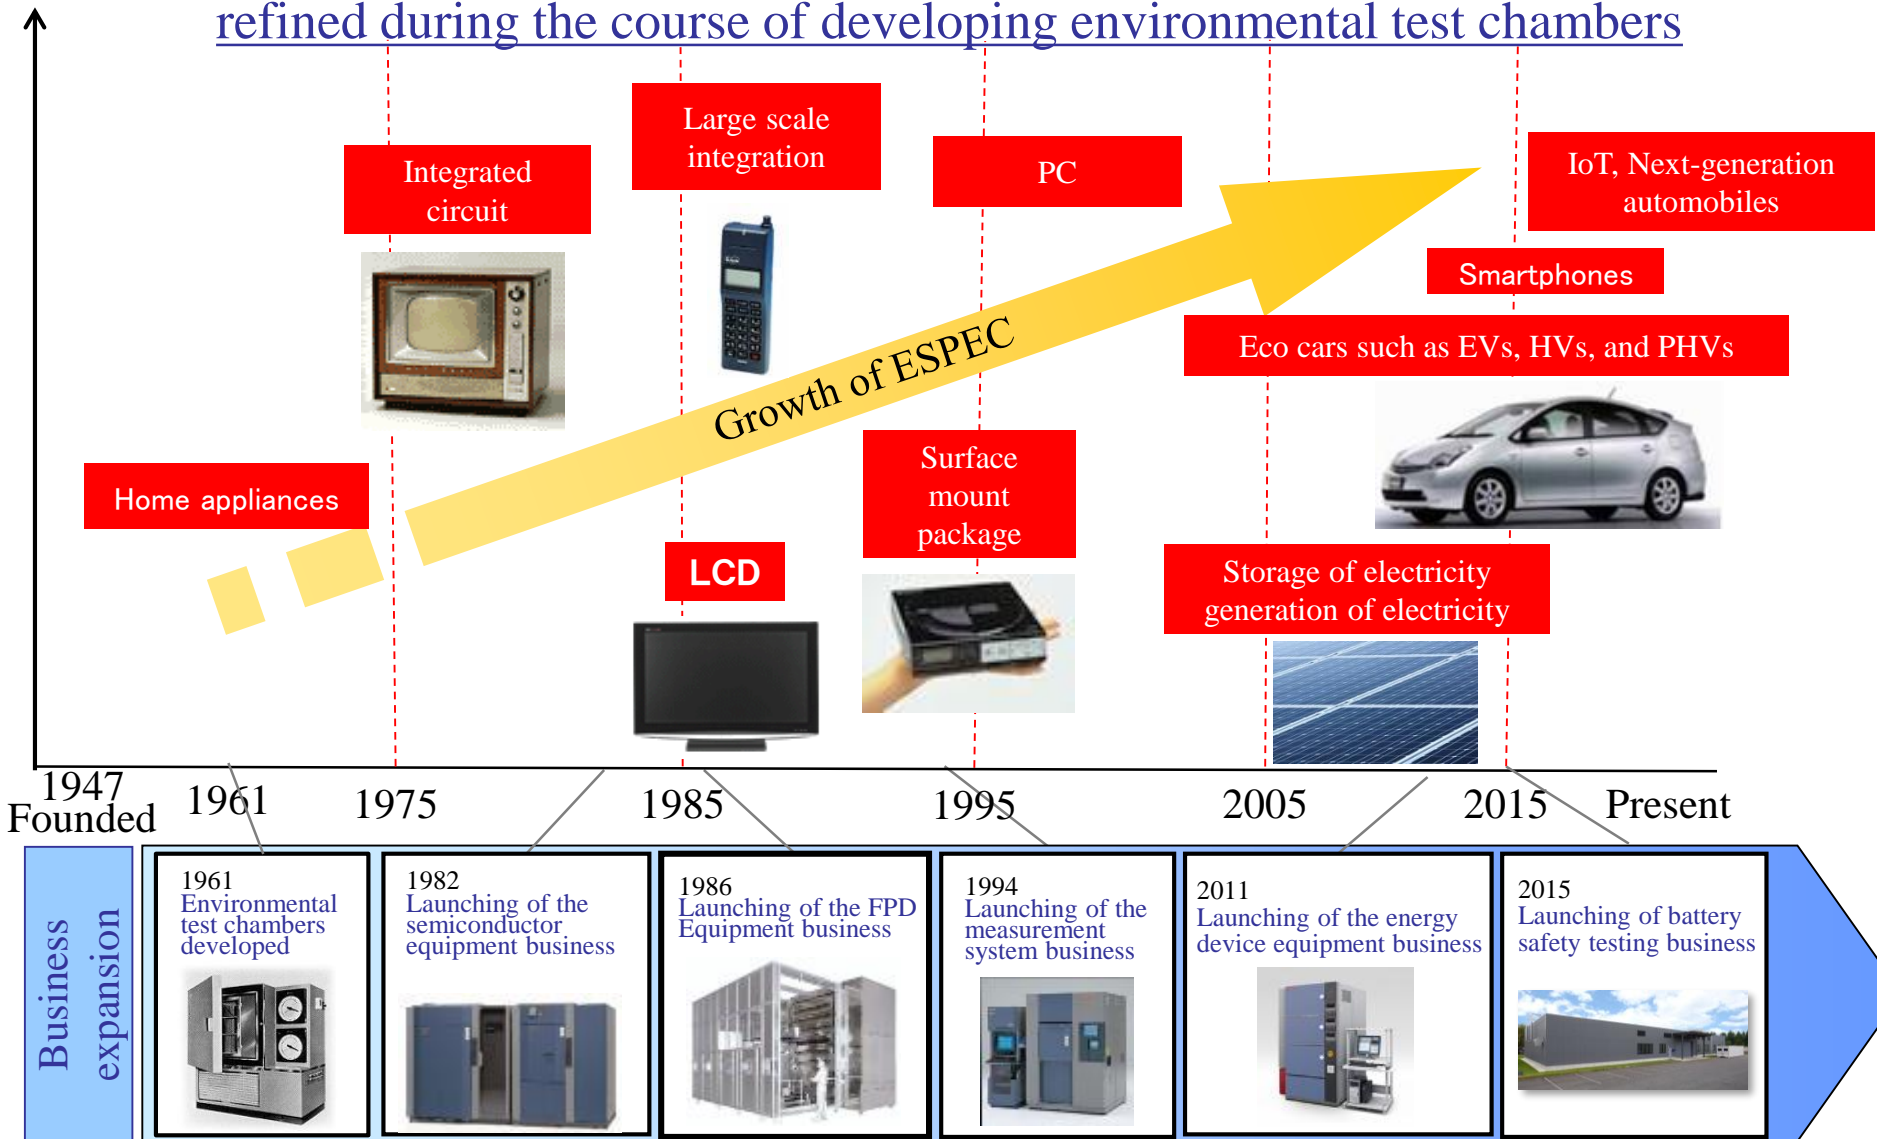 refined during the course of developing environmental test chambers
Large scale
integration
Integrated
circuit
PC
IoT, Next-generation
automobiles
Smartphones
Eco cars such as EVs, HVs, and PHVs
Growth of ESPEC
Home appliances
Surface
mount
package
LCD
Storage of electricity
generation of electricity
1947
Founded
1961
1975
1985
1995
2005
2015
Present
Business
expansion
1961
Environmental
test chambers
developed
1982
Launching of the
semiconductor
equipment business
1986
Launching of the FPD
Equipment business
1994
Launching of the
measurement
system business
2011
Launching of the energy
device equipment business
2015
Launching of battery
safety testing business